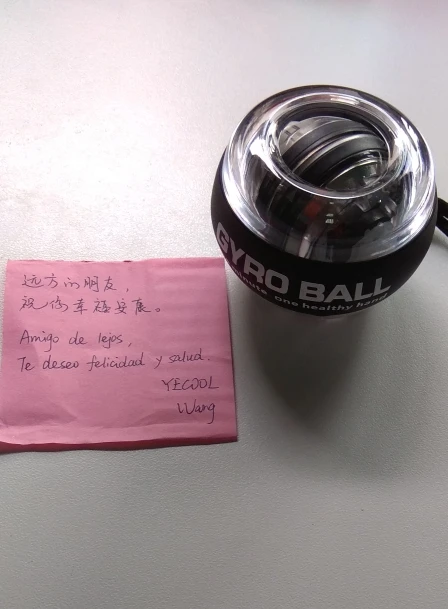 远方的朋友,
祝你幸福安康。
Amigo de lejos,
Te deseo felicidad y salud.
YECOOL
Wang
GYRO BALL
minute one healthy hand